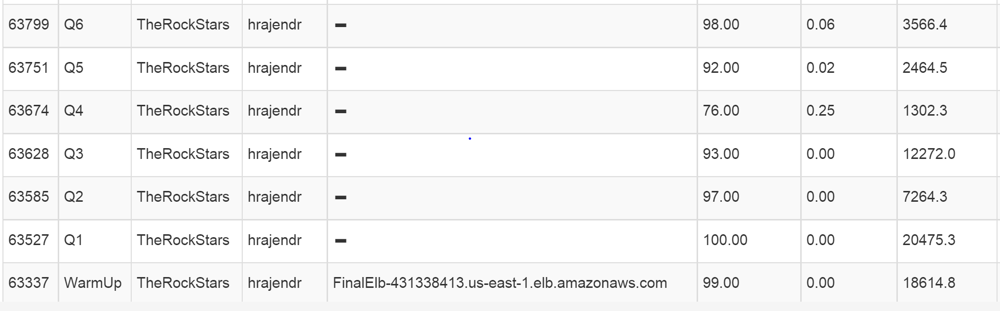 63799 Q6 TheRockStars hrajendr – 98.00 0.06 3566.4
63751 Q5 TheRockStars hrajendr – 92.00 0.02 2464.5
63674 Q4 TheRockStars hrajendr – 76.00 0.25 1302.3
63628 Q3 TheRockStars hrajendr – 93.00 0.00 12272.0
63585 Q2 TheRockStars hrajendr – 97.00 0.00 7264.3
63527 Q1 TheRockStars hrajendr – 100.00 0.00 20475.3
63337 WarmUp TheRockStars hrajendr FinalElb-431338413.us-east-1.elb.amazonaws.com 99.00 0.00 18614.8